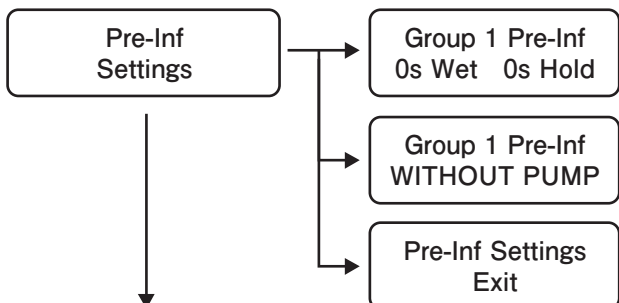 Pre-Inf
Settings
Group 1 Pre-Inf
0s Wet 0s Hold
Group 1 Pre-Inf
WITHOUT PUMP
Pre-Inf Settings
Exit